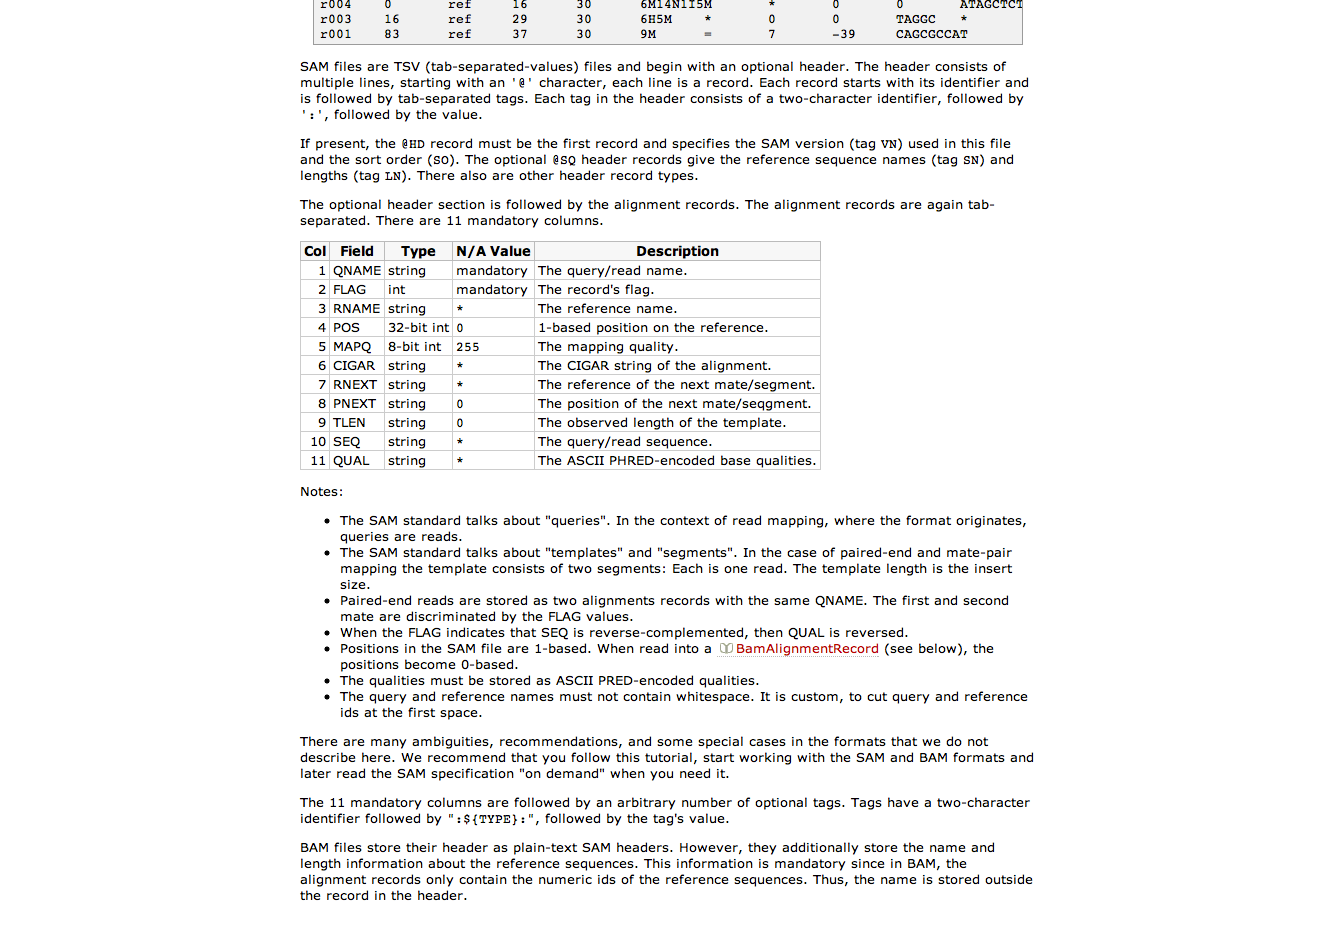 r004 0 ref 16 30 6M14N1I5M * 0 0 ATAGCTCT
r003 16 ref 29 30 6H5M * 0 0 TAGGC *
r001 83 ref 37 30 9M = 7 -39 CAGCGCCAT
SAM files are TSV (tab-separated-values) files and begin with an optional header. The header consists of
multiple lines, starting with an '@' character, each line is a record. Each record starts with its identifier and
is followed by tab-separated tags. Each tag in the header consists of a two-character identifier, followed by
':', followed by the value.
If present, the @HD record must be the first record and specifies the SAM version (tag VN) used in this file
and the sort order (SO). The optional @SQ header records give the reference sequence names (tag SN) and
lengths (tag LN). There also are other header record types.
The optional header section is followed by the alignment records. The alignment records are again tab-
separated. There are 11 mandatory columns.
Col Field Type N/A Value Description
1 QNAME string mandatory The query/read name.
2 FLAG int mandatory The record's flag.
3 RNAME string * The reference name.
4 POS 32-bit int 0 1-based position on the reference.
5 MAPQ 8-bit int 255 The mapping quality.
6 CIGAR string * The CIGAR string of the alignment.
7 RNEXT string * The reference of the next mate/segment.
8 PNEXT string 0 The position of the next mate/seqgment.
9 TLEN string 0 The observed length of the template.
10 SEQ string * The query/read sequence.
11 QUAL string * The ASCII PHRED-encoded base qualities.
Notes:
• The SAM standard talks about "queries". In the context of read mapping, where the format originates,
queries are reads.
• The SAM standard talks about "templates" and "segments". In the case of paired-end and mate-pair
mapping the template consists of two segments: Each is one read. The template length is the insert
size.
• Paired-end reads are stored as two alignments records with the same QNAME. The first and second
mate are discriminated by the FLAG values.
• When the FLAG indicates that SEQ is reverse-complemented, then QUAL is reversed.
• Positions in the SAM file are 1-based. When read into a BamAlignmentRecord (see below), the
positions become 0-based.
• The qualities must be stored as ASCII PRED-encoded qualities.
• The query and reference names must not contain whitespace. It is custom, to cut query and reference
ids at the first space.
There are many ambiguities, recommendations, and some special cases in the formats that we do not
describe here. We recommend that you follow this tutorial, start working with the SAM and BAM formats and
later read the SAM specification "on demand" when you need it.
The 11 mandatory columns are followed by an arbitrary number of optional tags. Tags have a two-character
identifier followed by ":${TYPE}:", followed by the tag's value.
BAM files store their header as plain-text SAM headers. However, they additionally store the name and
length information about the reference sequences. This information is mandatory since in BAM, the
alignment records only contain the numeric ids of the reference sequences. Thus, the name is stored outside
the record in the header.